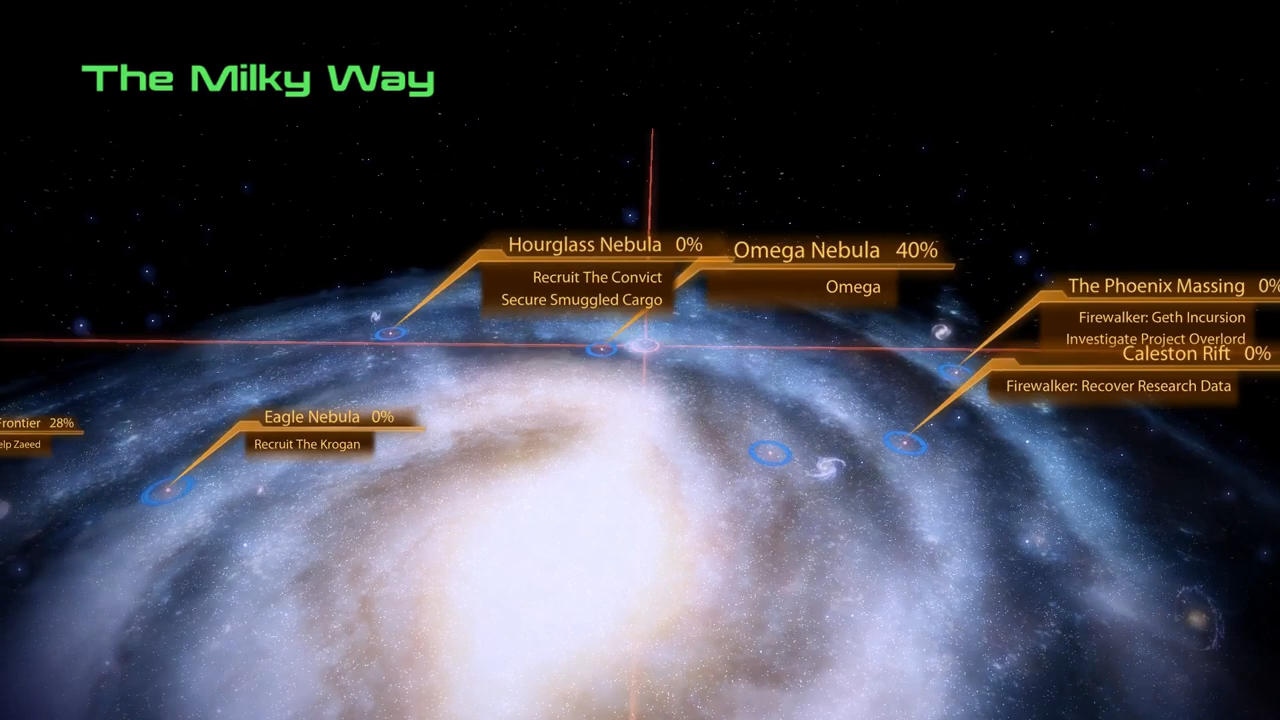 The Milky Way
Hourglass Nebula 0%
Recruit The Convict
Secure Smuggled Cargo
Omega Nebula 40%
Omega
The Phoenix Massing 0%
Firewalker: Geth Incursion
Investigate Project Overlord
Caleston Rift 0%
Firewalker: Recover Research Data
Frontier 28%
elp Zaeed
Eagle Nebula 0%
Recruit The Krogan